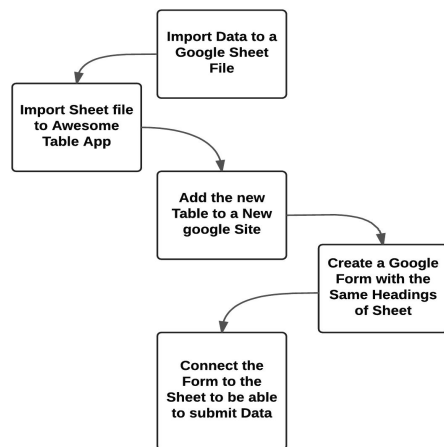 Import Data to a
Google Sheet
File
Import Sheet file
to Awesome
Table App
Add the new
Table to a New
google Site
Create a Google
Form with the
Same Headings
of Sheet
Connect the
Form to the
Sheet to be able
to submit Data